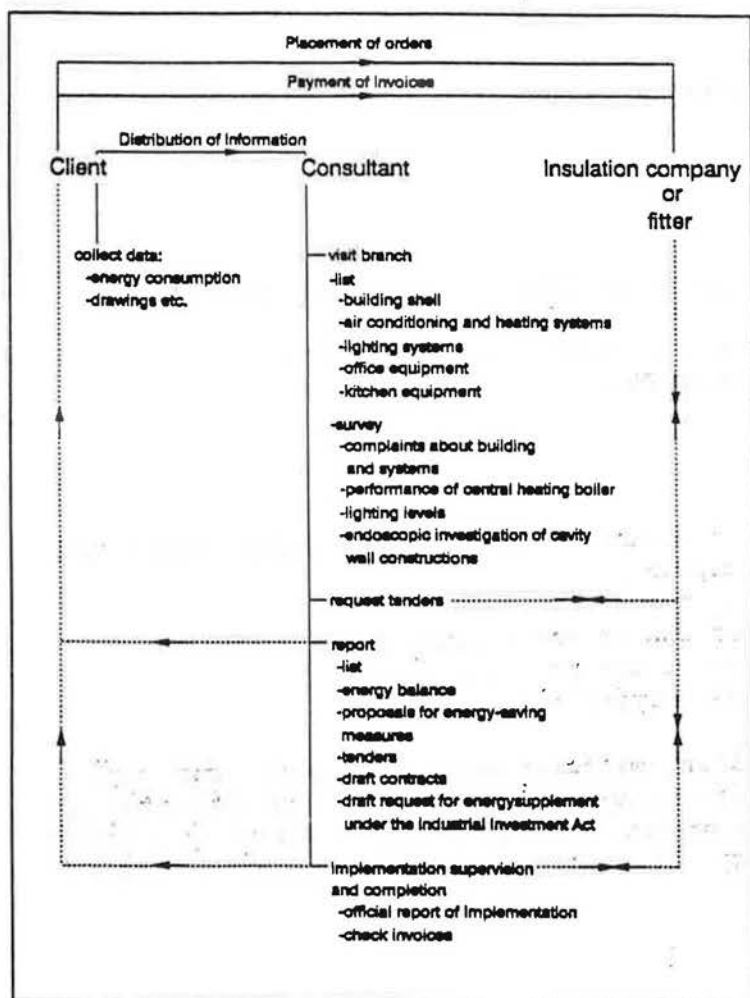 Placement of orders
Payment of Invoices
Distribution of Information
Client
Consultant
Insulation company
or
fitter
collect data:
-energy consumption
-drawings etc.
-visit branch
-list
-building shell
-air conditioning and heating systems
-lighting systems
-office equipment
-kitchen equipment
-survey
-complaints about building
and systems
-performance of central heating boiler
-lighting levels
-endoscopic investigation of cavity
wall constructions
request tenders
report
-list
-energy balance
-proposals for energy-saving
measures
-tenders
-draft contracts
-draft request for energysupplement
under the Industrial Investment Act
Implementation supervision
and completion
-official report of Implementation
-check invoices